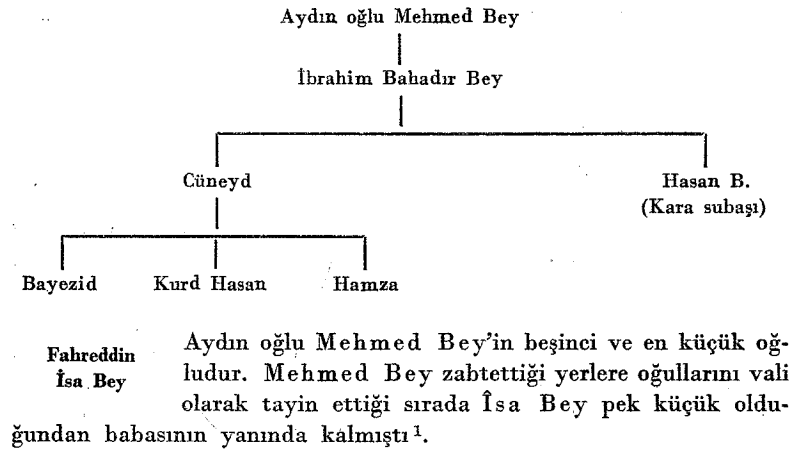 Aydın oğlu Mehmed Bey
İbrahim Bahadır Bey
Cüneyd Hasan B.
(Kara subaşı)
Bayezid Kurd Hasan Hamza
Fahreddin
İsa Bey
Aydın oğlu Mehmed Bey'in beşinci ve en küçük oğ-
ludur. Mehmed Bey zabtettiği yerlere oğullarını vali
olarak tayin ettiği sırada Îsa Bey pek küçük oldu-
ğundan babasının yanında kalmıştı¹.